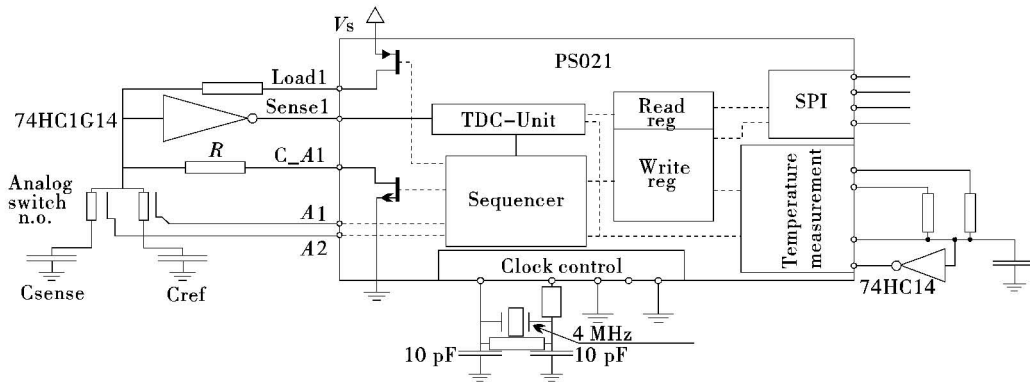 Vs
PS021
Load1
Sense1
74HC1G14
TDC-Unit
Read
reg
SPI
R
C_A1
Write
reg
Analog
switch
n.o.
A1
A2
Sequencer
Temperature
measurement
Csense
Cref
Clock control
74HC14
4 MHz
10 pF
10 pF